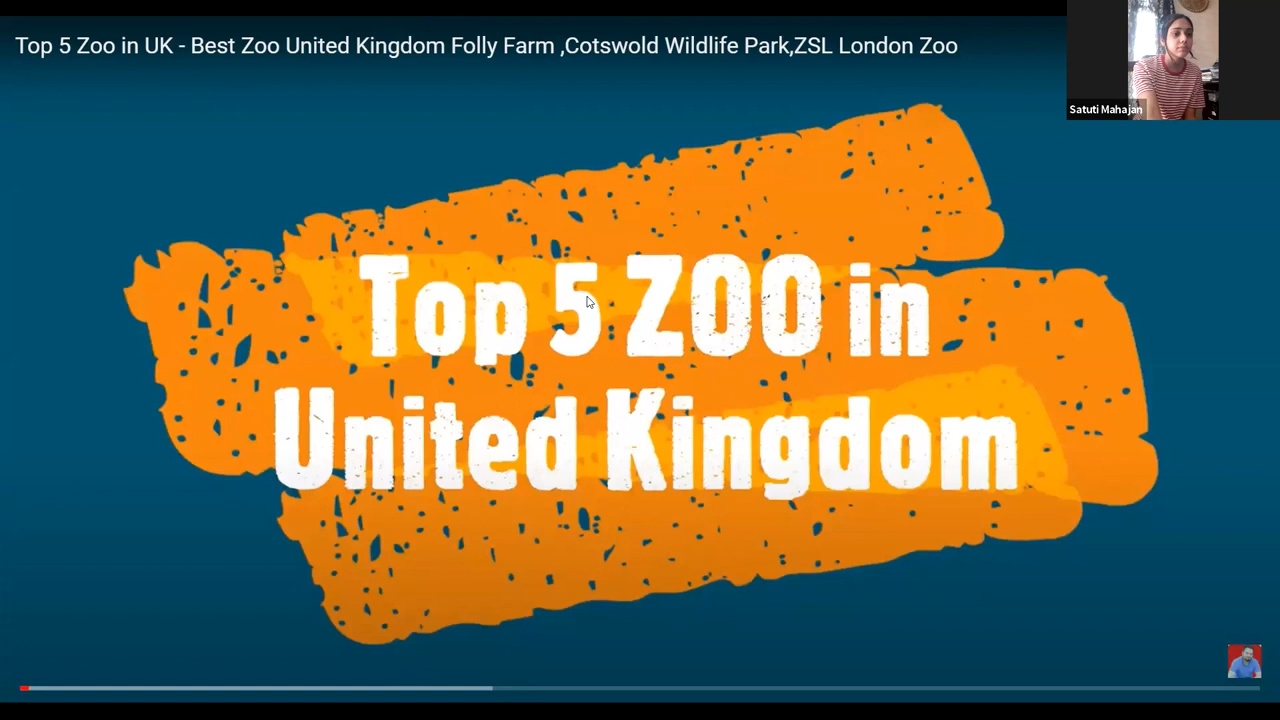 Top 5 Zoo in UK - Best Zoo United Kingdom Folly Farm ,Cotswold Wildlife Park,ZSL London Zoo
Satuti Mahajan
Top 5 ZOO in
United Kingdom